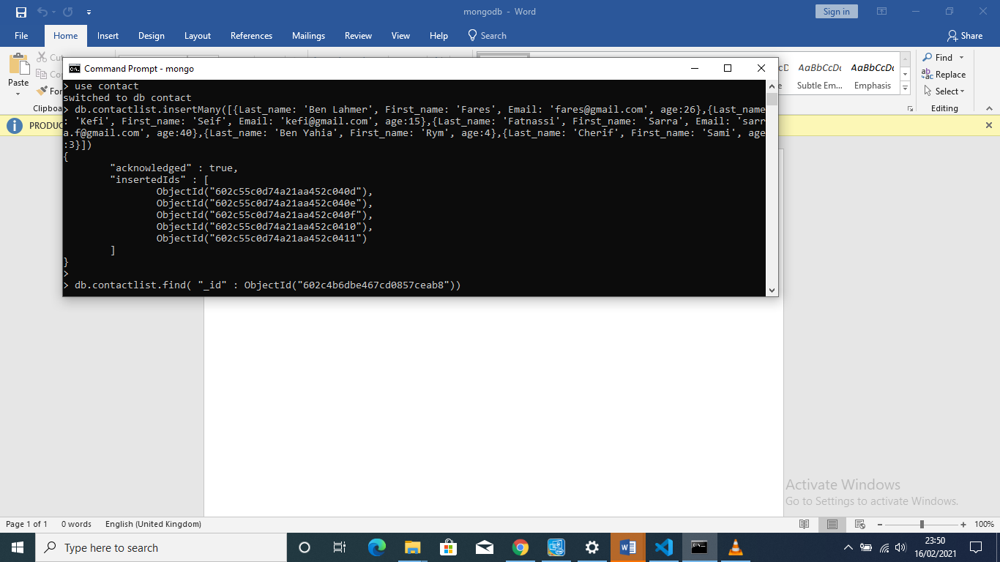 mongodb - Word
Sign in
File Home Insert Design Layout References Mailings Review View Help Search Share
Paste
Cut
Clipboa
AaBbCcDc AaBbCcDc
Subtle Em... Emphasis
Find
Replace
Select
Editing
PRODUC
Command Prompt - mongo
> use contact
switched to db contact
> db.contactlist.insertMany([{Last_name: 'Ben Lahmer', First_name: 'Fares', Email: 'fares@gmail.com', age:26},{Last_name
: 'Kefi', First_name: 'Seif', Email: 'kefi@gmail.com', age:15},{Last_name: 'Fatnassi', First_name: 'Sarra', Email: 'sarr
a.f@gmail.com', age:40},{Last_name: 'Ben Yahia', First_name: 'Rym', age:4},{Last_name: 'Cherif', First_name: 'Sami', age
:3}])
{
"acknowledged" : true,
"insertedIds" : [
ObjectId("602c55c0d74a21aa452c040d"),
ObjectId("602c55c0d74a21aa452c040e"),
ObjectId("602c55c0d74a21aa452c040f"),
ObjectId("602c55c0d74a21aa452c0410"),
ObjectId("602c55c0d74a21aa452c0411")
]
}
>
> db.contactlist.find( "_id" : ObjectId("602c4b6dbe467cd0857ceab8"))
Activate Windows
Go to Settings to activate Windows.
Page 1 of 1 0 words English (United Kingdom) 100%
Type here to search
23:50
16/02/2021